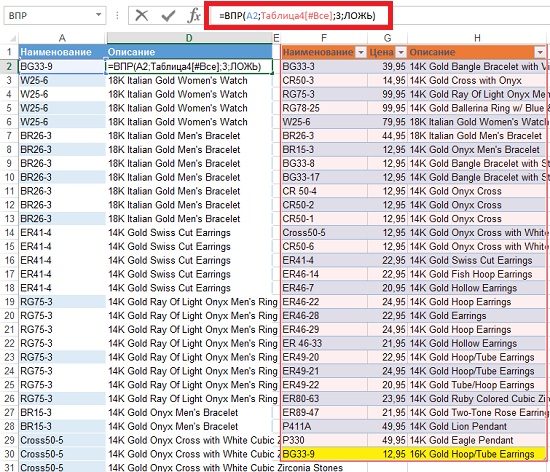 ВПР =ВПР(A2;Таблица4[#Все];3;ЛОЖЬ)
A D E F G H
1 Наименование Описание Наименование Цена Описание
2 BG33-9 =ВПР(A2;Таблица4[#Все];3;ЛОЖЬ) BG33-3 39,95 14K Gold Bangle Bracelet with
3 W25-6 18K Italian Gold Women's Watch CR50-3 14,95 14K Gold Cross with Onyx
4 W25-6 18K Italian Gold Women's Watch RG75-3 99,95 14K Gold Ray Of Light Onyx Men
5 W25-6 18K Italian Gold Women's Watch RG78-25 99,95 14K Gold Ballerina Ring w/ Blue &
6 W25-6 18K Italian Gold Women's Watch W25-6 79,95 18K Italian Gold Women's Watch
7 BR26-3 18K Italian Gold Men's Bracelet BR26-3 44,95 18K Italian Gold Men's Bracelet
8 BR26-3 18K Italian Gold Men's Bracelet BR15-3 12,95 14K Gold Onyx Men's Bracelet
9 BR26-3 18K Italian Gold Men's Bracelet BG33-8 12,95 14K Gold Bangle Bracelet with St
10 BR26-3 18K Italian Gold Men's Bracelet BG33-17 12,95 14K Gold Bangle Bracelet with St
11 BR26-3 18K Italian Gold Men's Bracelet CR 50-4 12,95 14K Gold Onyx Cross
12 BR26-3 18K Italian Gold Men's Bracelet CR50-2 12,95 14K Gold Onyx Cross
13 BR26-3 18K Italian Gold Men's Bracelet CR50-1 12,95 14K Gold Onyx Cross
14 ER41-4 14K Gold Swiss Cut Earrings Cross50-5 12,95 14K Gold Onyx Cross with White
15 ER41-4 14K Gold Swiss Cut Earrings CR50-6 12,95 14K Gold Onyx Cross with White
16 ER41-4 14K Gold Swiss Cut Earrings ER41-4 22,95 14K Gold Swiss Cut Earrings
17 ER41-4 14K Gold Swiss Cut Earrings ER46-14 22,95 14K Gold Fish Hoop Earrings
18 ER41-4 14K Gold Swiss Cut Earrings ER46-7 20,95 14K Gold Hollow Earrings
19 RG75-3 14K Gold Ray Of Light Onyx Men's Ring ER46-22 24,95 14K Gold Hoop Earrings
20 RG75-3 14K Gold Ray Of Light Onyx Men's Ring ER46-28 22,95 14K Gold Earrings
21 RG75-3 14K Gold Ray Of Light Onyx Men's Ring ER46-29 24,95 14K Gold Hoop Earrings
22 RG75-3 14K Gold Ray Of Light Onyx Men's Ring ER 46-33 21,95 14K Gold Hollow Earrings
23 RG75-3 14K Gold Ray Of Light Onyx Men's Ring ER49-20 22,95 14K Gold Hoop/Tube Earrings
24 RG75-3 14K Gold Ray Of Light Onyx Men's Ring ER49-21 24,95 14K Gold Hoop/Tube Earrings
25 RG75-3 14K Gold Ray Of Light Onyx Men's Ring ER49-22 20,95 14K Gold Tube/Hoop Earrings
26 RG75-3 14K Gold Ray Of Light Onyx Men's Ring ER80-63 23,95 14K Gold Ruby Colored Cubic Zi
27 BR15-3 14K Gold Onyx Men's Bracelet ER89-47 21,95 14K Gold Two-Tone Rose Earring
28 BR15-3 14K Gold Onyx Men's Bracelet P411A 49,95 14K Gold Lion Pendant
29 Cross50-5 14K Gold Onyx Cross with White Cubic Z P330 49,95 14K Gold Eagle Pendant
30 Cross50-5 14K Gold Onyx Cross with White Cubic Z BG33-9 12,95 16K Gold Hoop/Tube Earrings
31 Cross50-5 14K Gold Onyx Cross with White Cubic Zirconia Stones